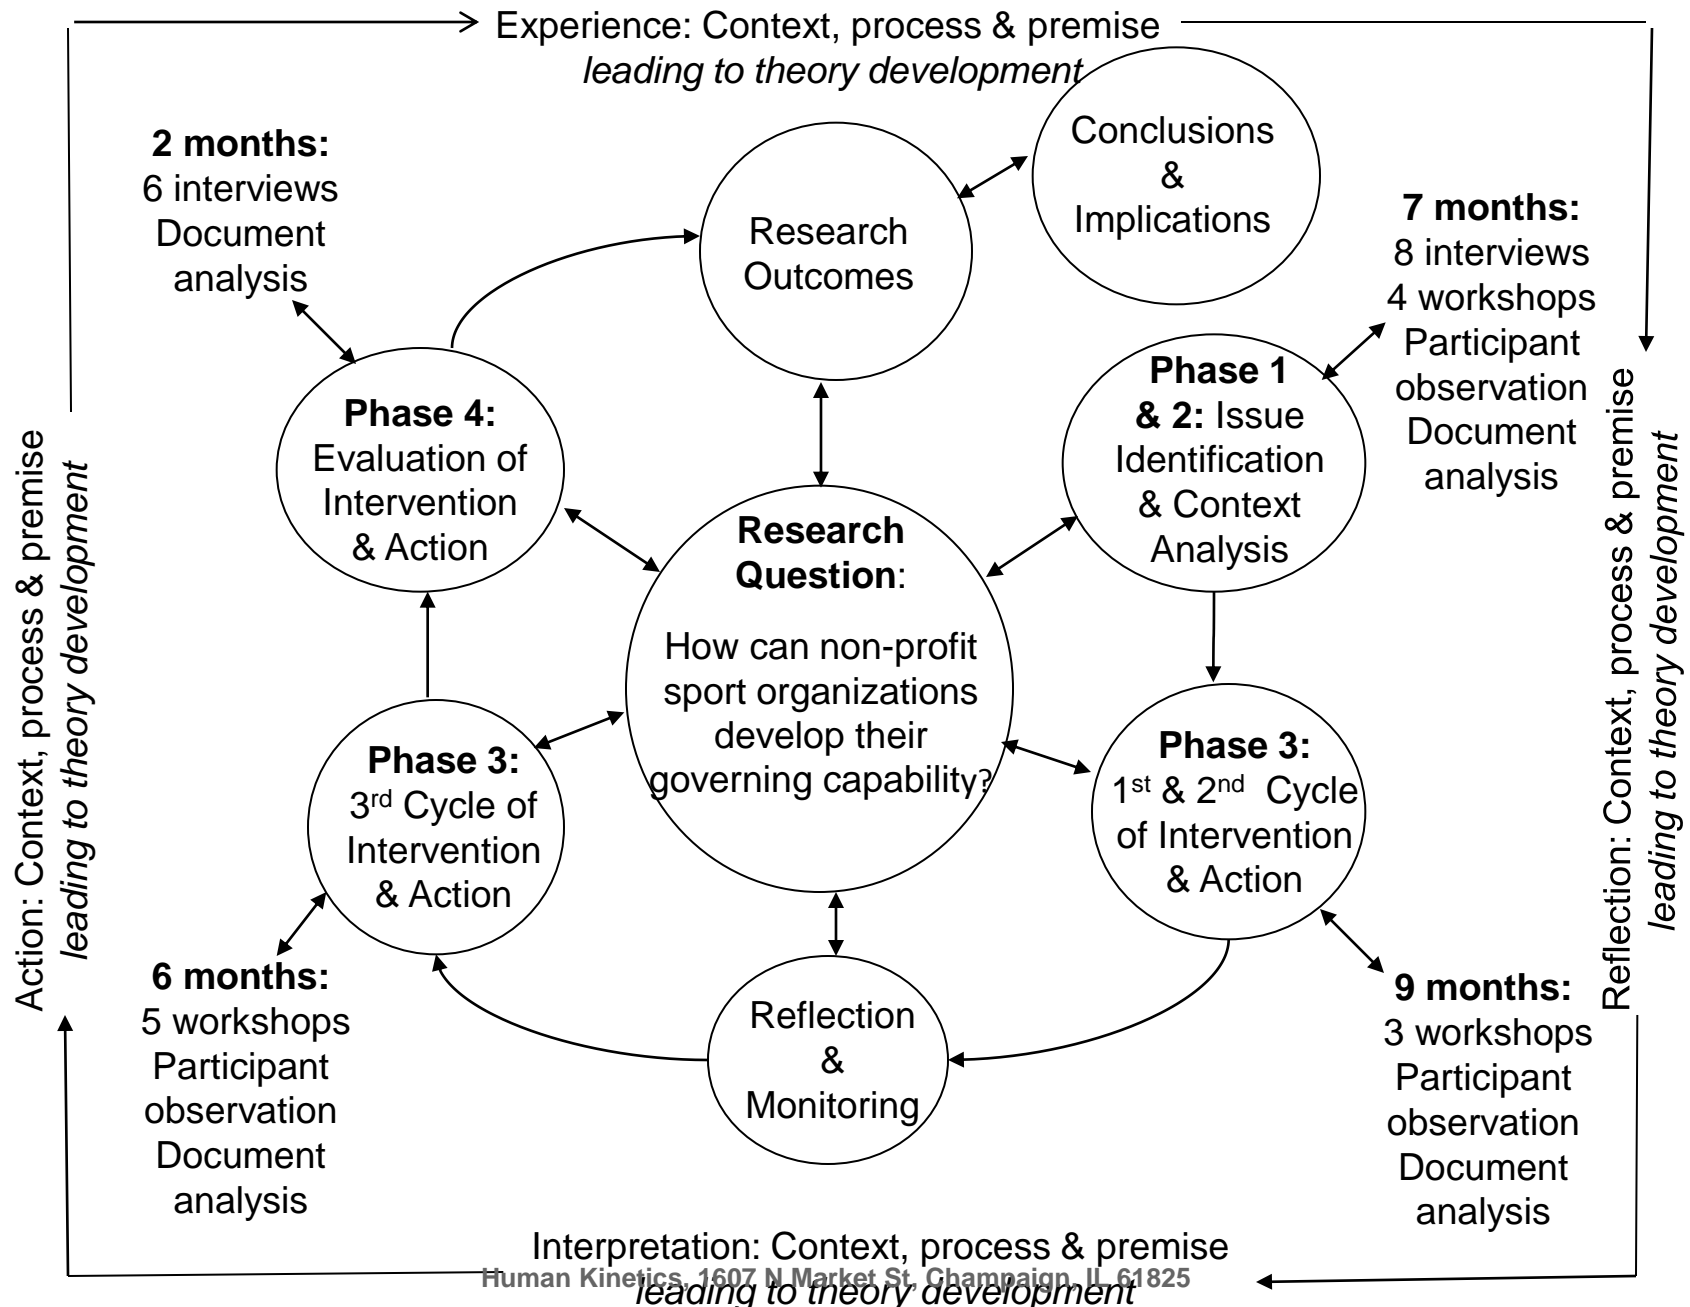 Experience: Context, process & premise
leading to theory development
Conclusions
&
Implications
2 months:
6 interviews
Document
analysis
Research
Outcomes
7 months:
8 interviews
4 workshops
Participant
observation
Document
analysis
Phase 1
& 2: Issue
Identification
& Context
Analysis
Phase 4:
Evaluation of
Intervention
& Action
Research
Question:
How can non-profit
sport organizations
develop their
governing capability?
Phase 3:
1st & 2nd Cycle
of Intervention
& Action
Phase 3:
3rd Cycle of
Intervention
& Action
Reflection
&
Monitoring
9 months:
3 workshops
Participant
observation
Document
analysis
6 months:
5 workshops
Participant
observation
Document
analysis
Reflection: Context, process & premise
leading to theory development
Action: Context, process & premise
leading to theory development
Interpretation: Context, process & premise
leading to theory development
Human Kinetics, 1607 N Market St, Champaign, IL 61825